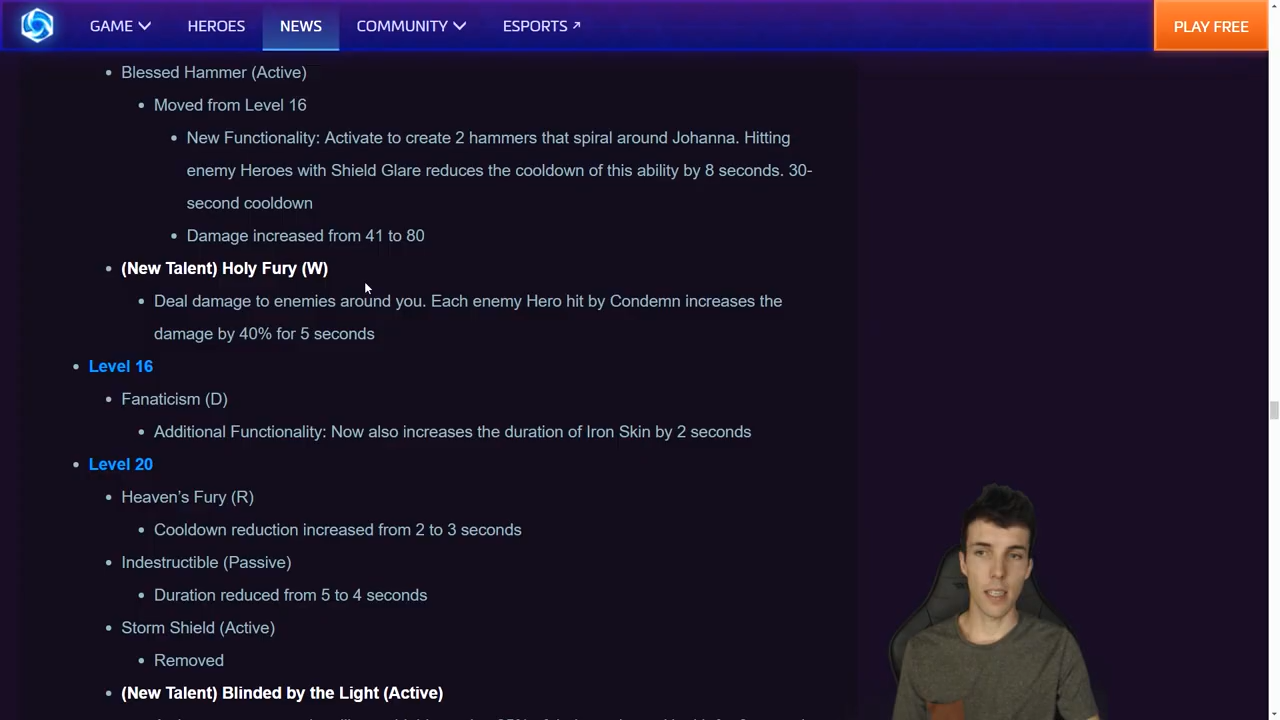 GAME HEROES NEWS COMMUNITY ESPORTS PLAY FREE
Blessed Hammer (Active)
Moved from Level 16
New Functionality: Activate to create 2 hammers that spiral around Johanna. Hitting
enemy Heroes with Shield Glare reduces the cooldown of this ability by 8 seconds. 30-
second cooldown
Damage increased from 41 to 80
(New Talent) Holy Fury (W)
Deal damage to enemies around you. Each enemy Hero hit by Condemn increases the
damage by 40% for 5 seconds
Level 16
Fanaticism (D)
Additional Functionality: Now also increases the duration of Iron Skin by 2 seconds
Level 20
Heaven's Fury (R)
Cooldown reduction increased from 2 to 3 seconds
Indestructible (Passive)
Duration reduced from 5 to 4 seconds
Storm Shield (Active)
Removed
(New Talent) Blinded by the Light (Active)